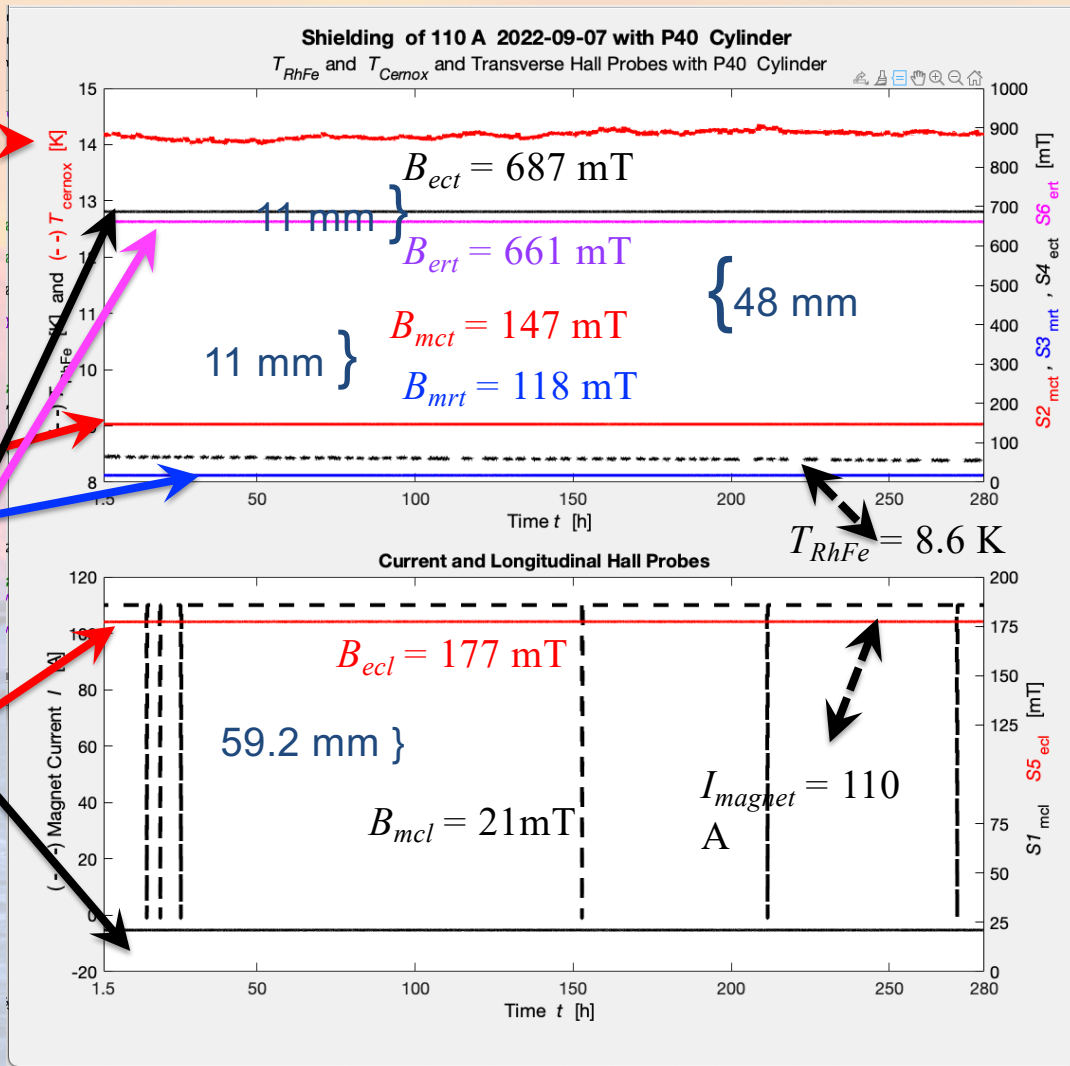 Shielding of 110 A 2022-09-07 with P40 Cylinder
T_RhFe and T_Cernox and Transverse Hall Probes with P40 Cylinder
(- -) T_RhFe [K] and (- -) T_cernox [K]
15
14
13
12
11
10
9
8
1000
900
800
700
600
500
400
300
200
100
0
S2_mct, S3_mrt, S4_ect S6_ert [mT]
B_ect = 687 mT
11 mm }
B_ert = 661 mT
{ 48 mm
B_mct = 147 mT
11 mm }
B_mrt = 118 mT
1.5 50 100 150 200 250 280
Time t [h]
T_RhFe = 8.6 K
Current and Longitudinal Hall Probes
(- -) Magnet Current I [A]
120
100
80
60
40
20
0
-20
200
175
150
125
75
50
25
0
S1_mcl S5_ecl [mT]
B_ecl = 177 mT
59.2 mm }
I_magnet = 110
A
B_mcl = 21mT
1.5 50 100 150 200 250 280
Time t [h]